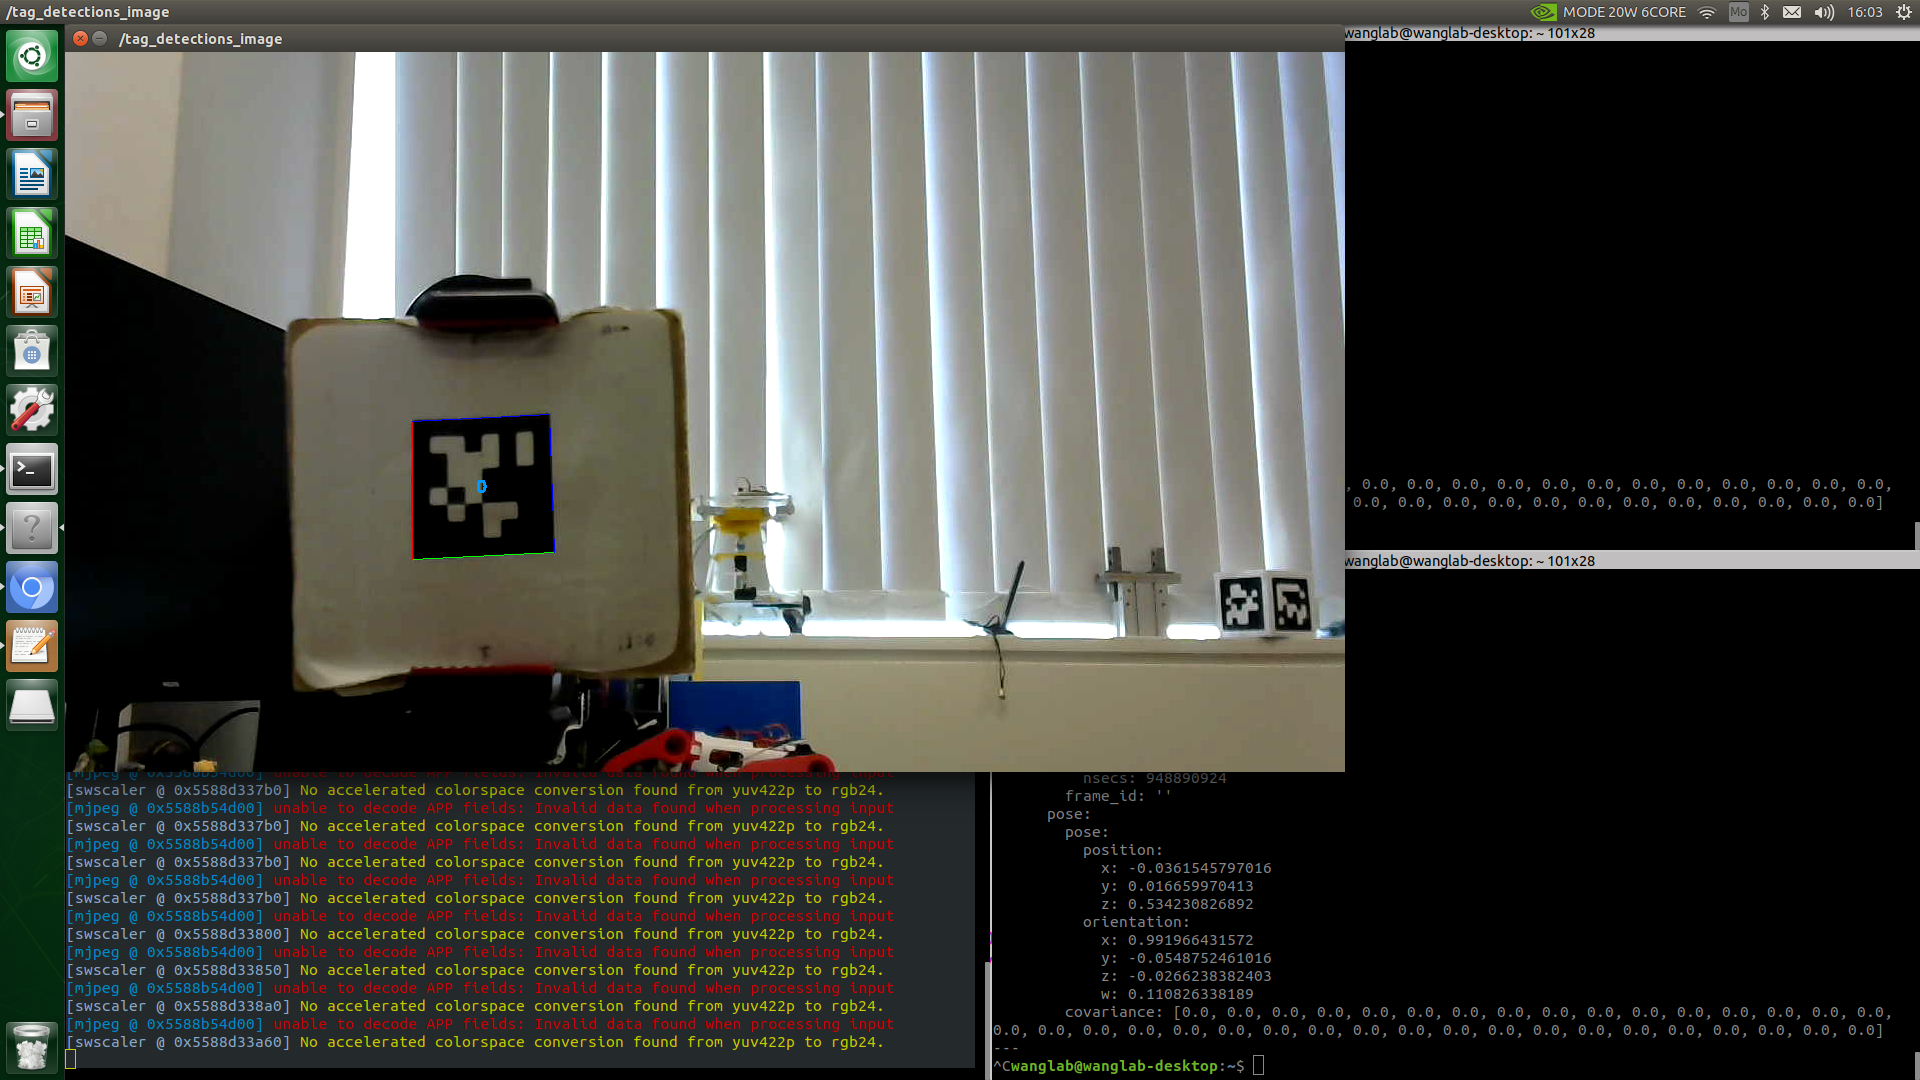 /tag_detections_image
MODE 20W 6CORE
Mo
16:03
/tag_detections_image
wanglab@wanglab-desktop: ~ 101x28
0
, 0.0, 0.0, 0.0, 0.0, 0.0, 0.0, 0.0, 0.0, 0.0, 0.0, 0.0, 0.0,
0.0, 0.0, 0.0, 0.0, 0.0, 0.0, 0.0, 0.0, 0.0, 0.0, 0.0, 0.0]
wanglab@wanglab-desktop: ~ 101x28
[mjpeg @ 0x5588b54d00] unable to decode APP fields: Invalid data found when processing input
[swscaler @ 0x5588d337b0] No accelerated colorspace conversion found from yuv422p to rgb24.
[mjpeg @ 0x5588b54d00] unable to decode APP fields: Invalid data found when processing input
[swscaler @ 0x5588d337b0] No accelerated colorspace conversion found from yuv422p to rgb24.
[mjpeg @ 0x5588b54d00] unable to decode APP fields: Invalid data found when processing input
[swscaler @ 0x5588d337b0] No accelerated colorspace conversion found from yuv422p to rgb24.
[mjpeg @ 0x5588b54d00] unable to decode APP fields: Invalid data found when processing input
[swscaler @ 0x5588d337b0] No accelerated colorspace conversion found from yuv422p to rgb24.
[mjpeg @ 0x5588b54d00] unable to decode APP fields: Invalid data found when processing input
[swscaler @ 0x5588d33800] No accelerated colorspace conversion found from yuv422p to rgb24.
[mjpeg @ 0x5588b54d00] unable to decode APP fields: Invalid data found when processing input
[swscaler @ 0x5588d33850] No accelerated colorspace conversion found from yuv422p to rgb24.
[mjpeg @ 0x5588b54d00] unable to decode APP fields: Invalid data found when processing input
[swscaler @ 0x5588d338a0] No accelerated colorspace conversion found from yuv422p to rgb24.
[mjpeg @ 0x5588b54d00] unable to decode APP fields: Invalid data found when processing input
[swscaler @ 0x5588d33a60] No accelerated colorspace conversion found from yuv422p to rgb24.
nsecs: 948890924
frame_id: ''
pose:
pose:
position:
x: -0.0361545797016
y: 0.016659970413
z: 0.534230826892
orientation:
x: 0.991966431572
y: -0.0548752461016
z: -0.0266238382403
w: 0.110826338189
covariance: [0.0, 0.0, 0.0, 0.0, 0.0, 0.0, 0.0, 0.0, 0.0, 0.0, 0.0, 0.0, 0.0, 0.0, 0.0, 0.0,
0.0, 0.0, 0.0, 0.0, 0.0, 0.0, 0.0, 0.0, 0.0, 0.0, 0.0, 0.0, 0.0, 0.0, 0.0, 0.0, 0.0, 0.0, 0.0, 0.0]
---
^Cwanglab@wanglab-desktop:~$